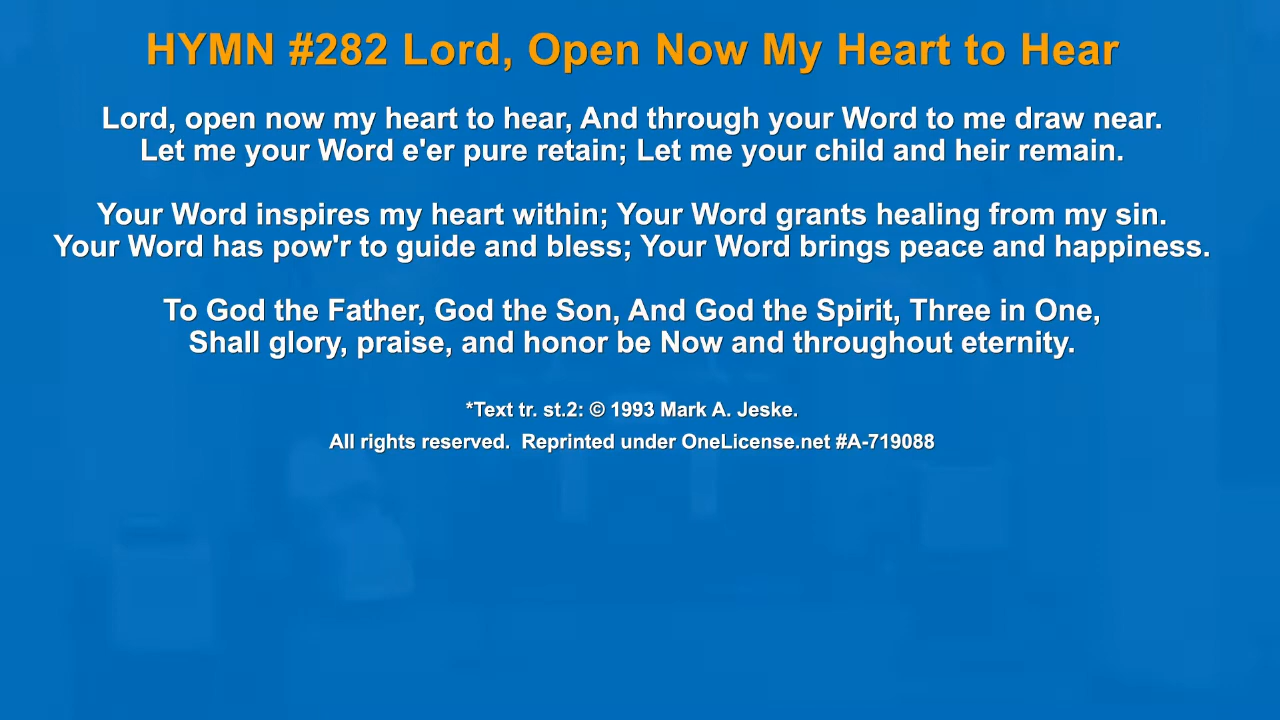 HYMN #282 Lord, Open Now My Heart to Hear
Lord, open now my heart to hear, And through your Word to me draw near.
Let me your Word e'er pure retain; Let me your child and heir remain.
Your Word inspires my heart within; Your Word grants healing from my sin.
Your Word has pow'r to guide and bless; Your Word brings peace and happiness.
To God the Father, God the Son, And God the Spirit, Three in One,
Shall glory, praise, and honor be Now and throughout eternity.
*Text tr. st.2: © 1993 Mark A. Jeske.
All rights reserved.  Reprinted under OneLicense.net #A-719088